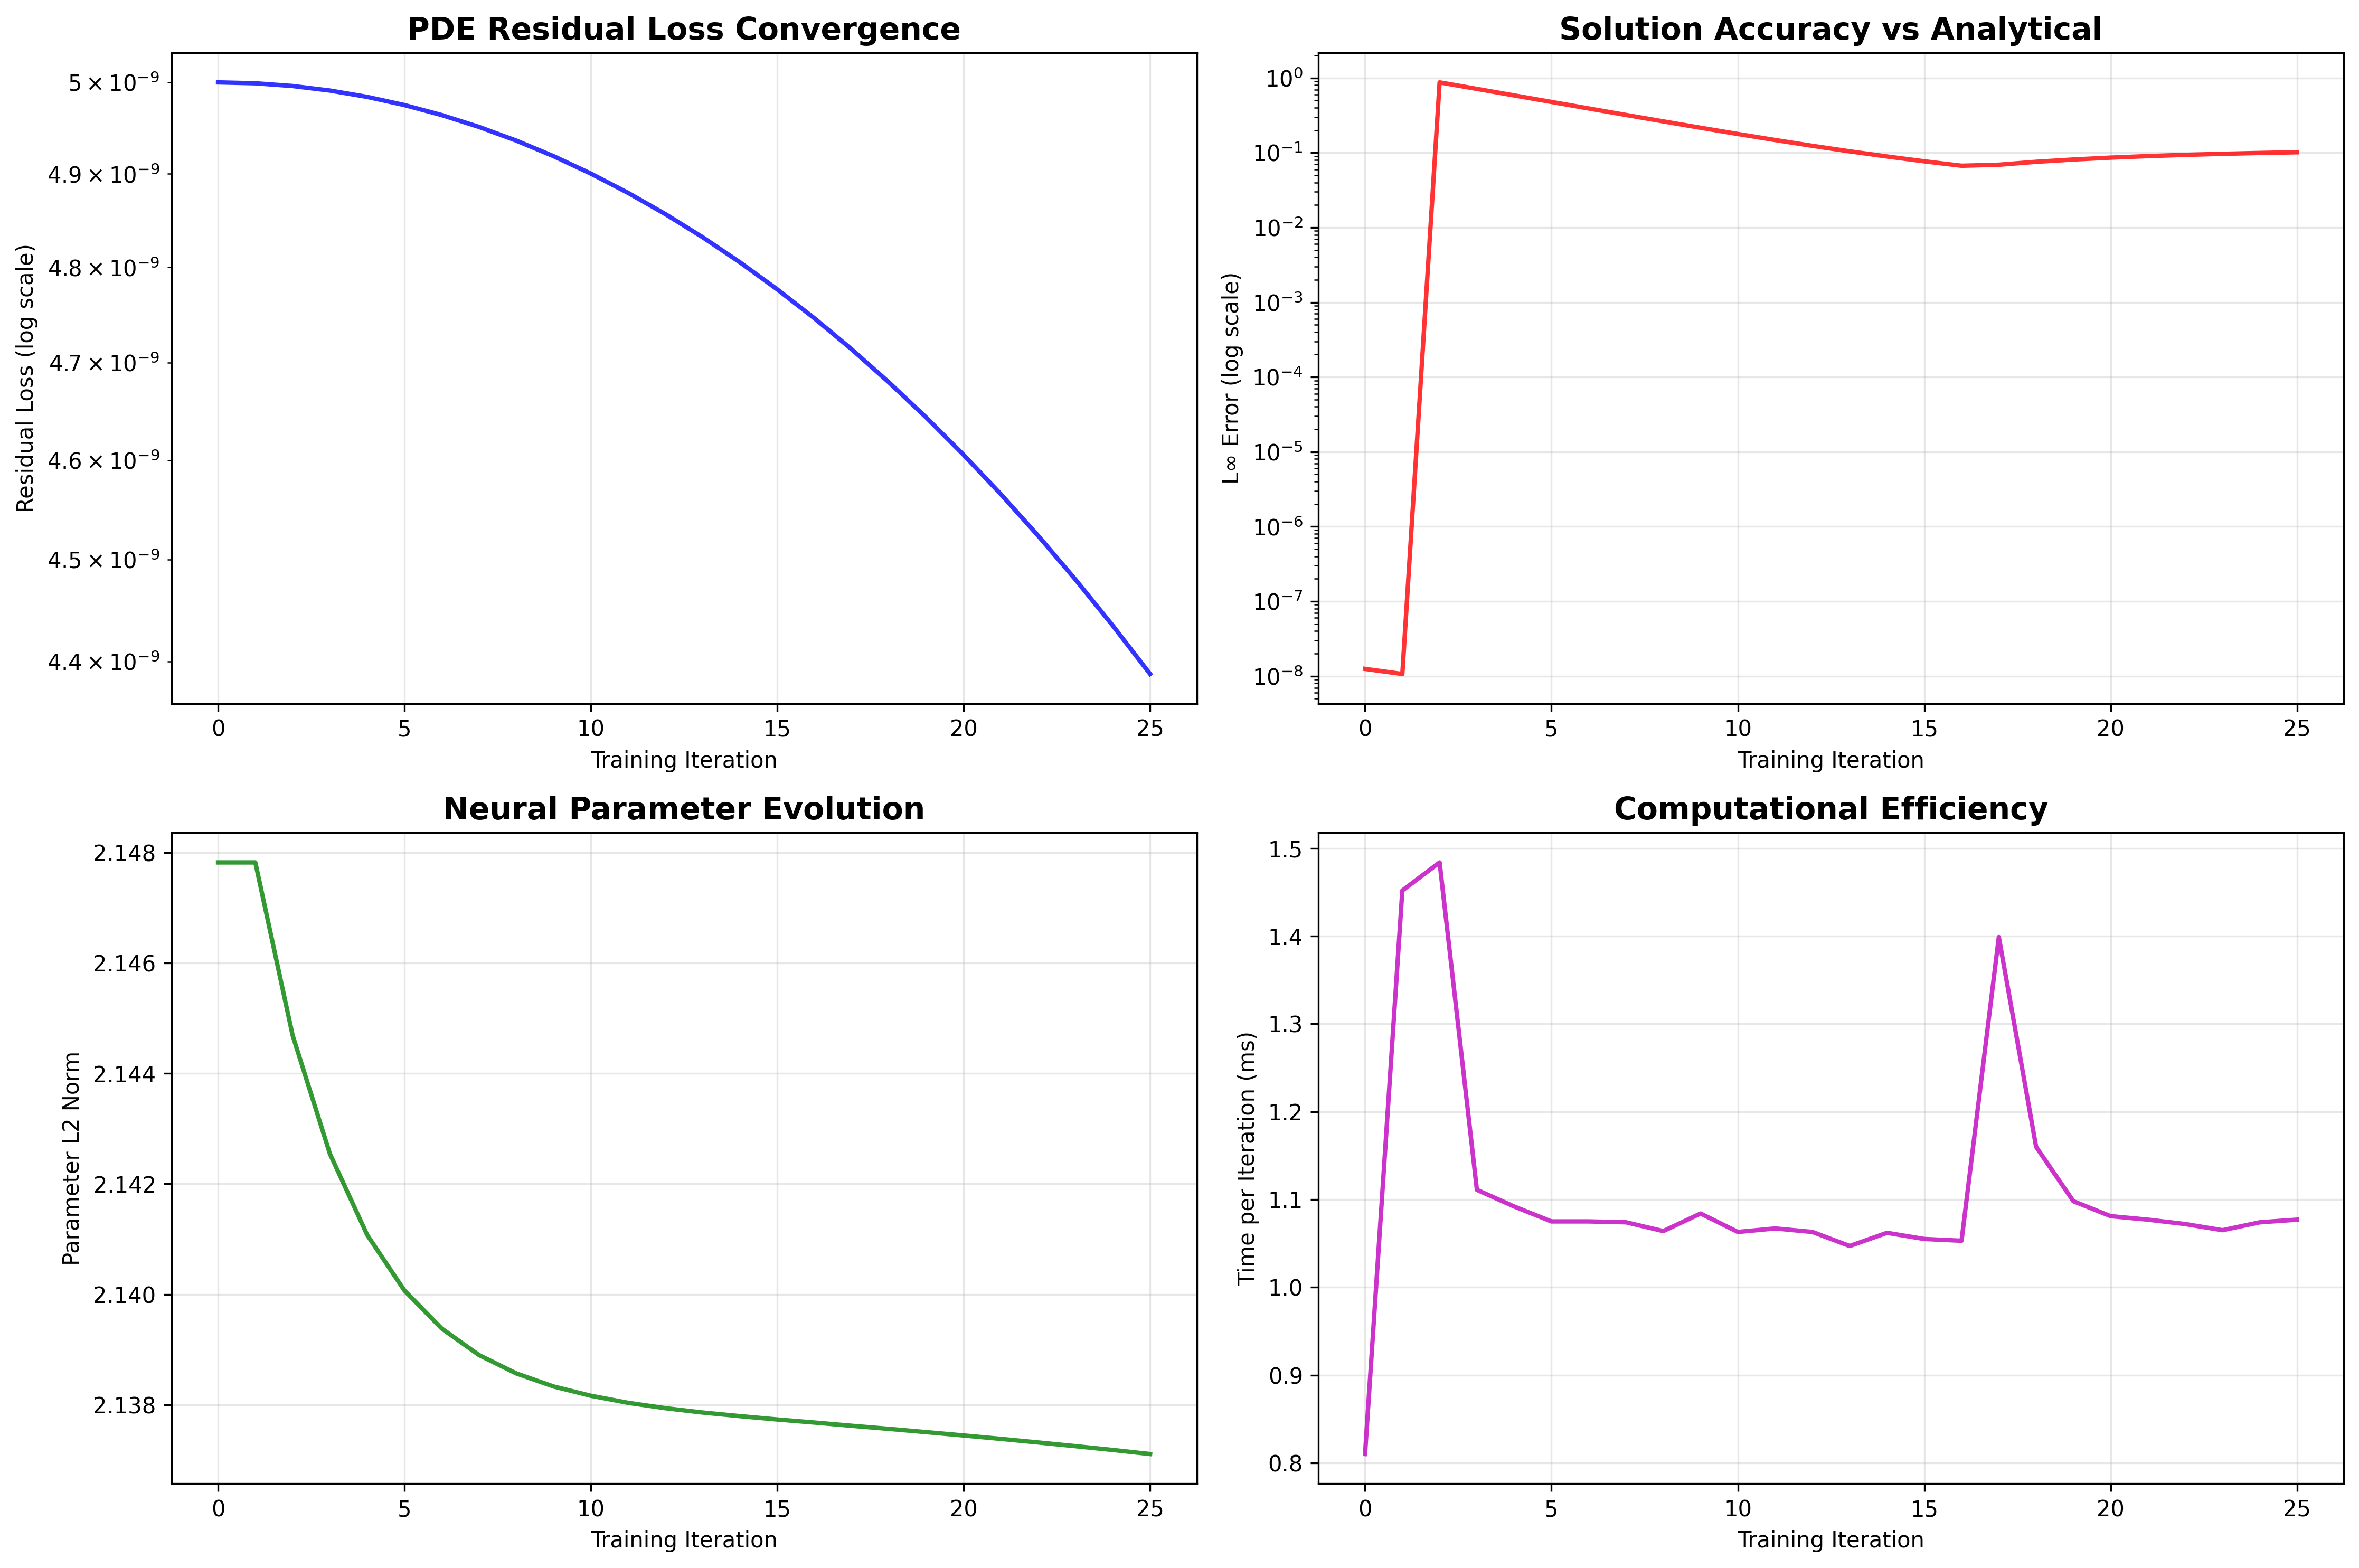 PDE Residual Loss Convergence
5 × 10⁻⁹
4.9 × 10⁻⁹
4.8 × 10⁻⁹
4.7 × 10⁻⁹
4.6 × 10⁻⁹
4.5 × 10⁻⁹
4.4 × 10⁻⁹
Residual Loss (log scale)
0 5 10 15 20 25
Training Iteration
Solution Accuracy vs Analytical
10⁰
10⁻¹
10⁻²
10⁻³
10⁻⁴
10⁻⁵
10⁻⁶
10⁻⁷
10⁻⁸
L∞ Error (log scale)
0 5 10 15 20 25
Training Iteration
Neural Parameter Evolution
2.148
2.146
2.144
2.142
2.140
2.138
Parameter L2 Norm
0 5 10 15 20 25
Training Iteration
Computational Efficiency
1.5
1.4
1.3
1.2
1.1
1.0
0.9
0.8
Time per Iteration (ms)
0 5 10 15 20 25
Training Iteration